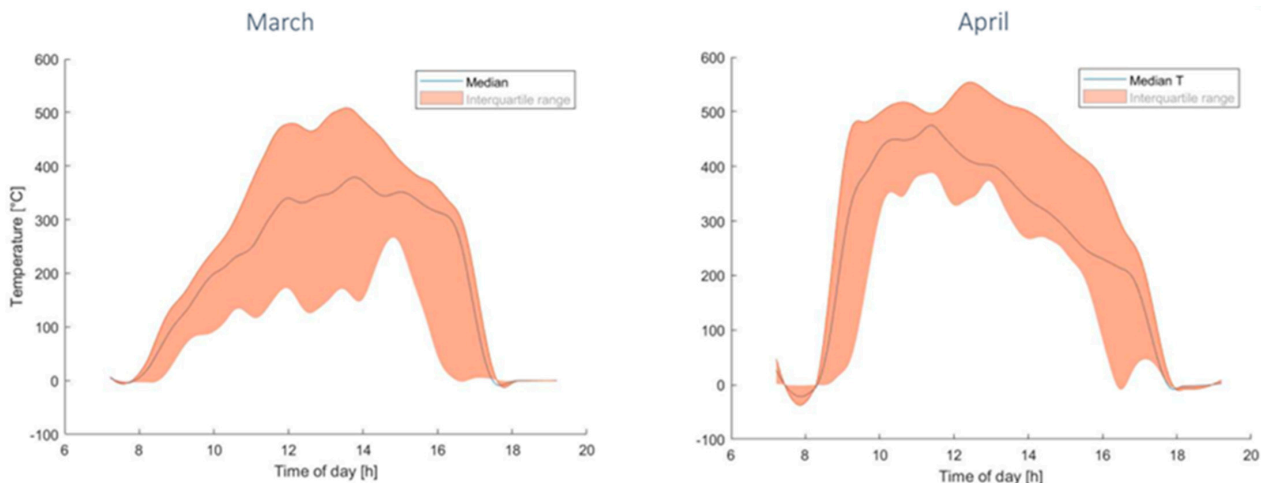 March
600
500
400
300
200
100
0
-100
Temperature [°C]
6 8 10 12 14 16 18 20
Time of day [h]
Median
Interquartile range
April
600
500
400
300
200
100
0
-100
6 8 10 12 14 16 18 20
Time of day [h]
Median T
Interquartile range